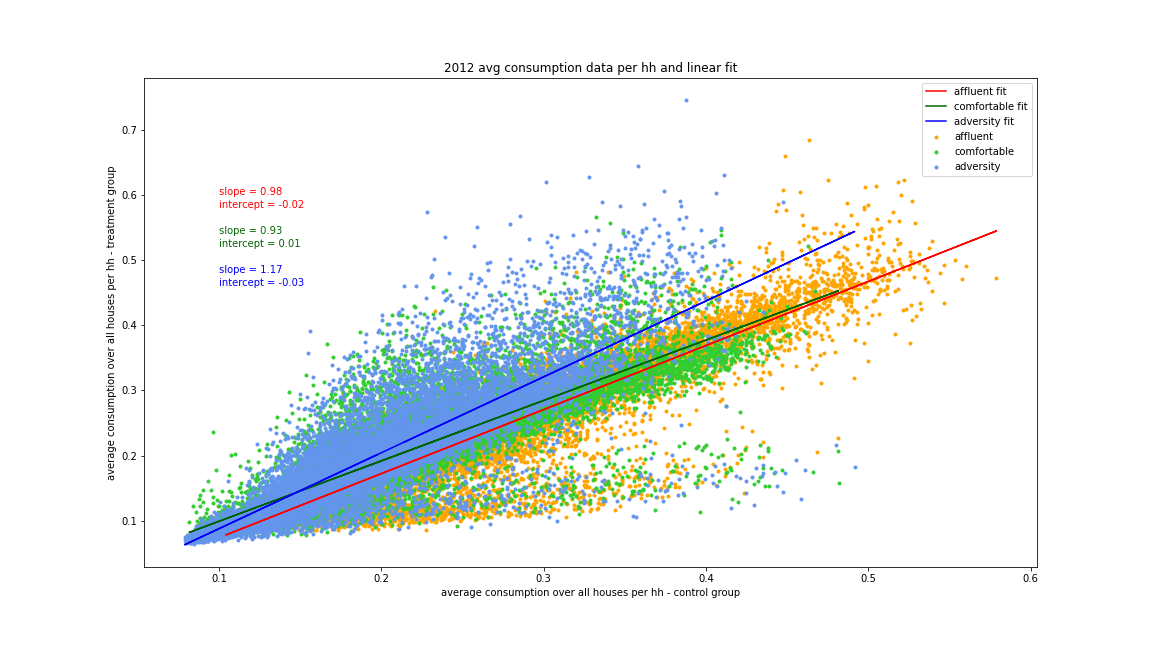 2012 avg consumption data per hh and linear fit
affluent fit
comfortable fit
adversity fit
affluent
comfortable
adversity
slope = 0.98
intercept = -0.02
slope = 0.93
intercept = 0.01
slope = 1.17
intercept = -0.03
average consumption over all houses per hh - treatment group
0.7
0.6
0.5
0.4
0.3
0.2
0.1
0.1
0.2
0.3
0.4
0.5
0.6
average consumption over all houses per hh - control group